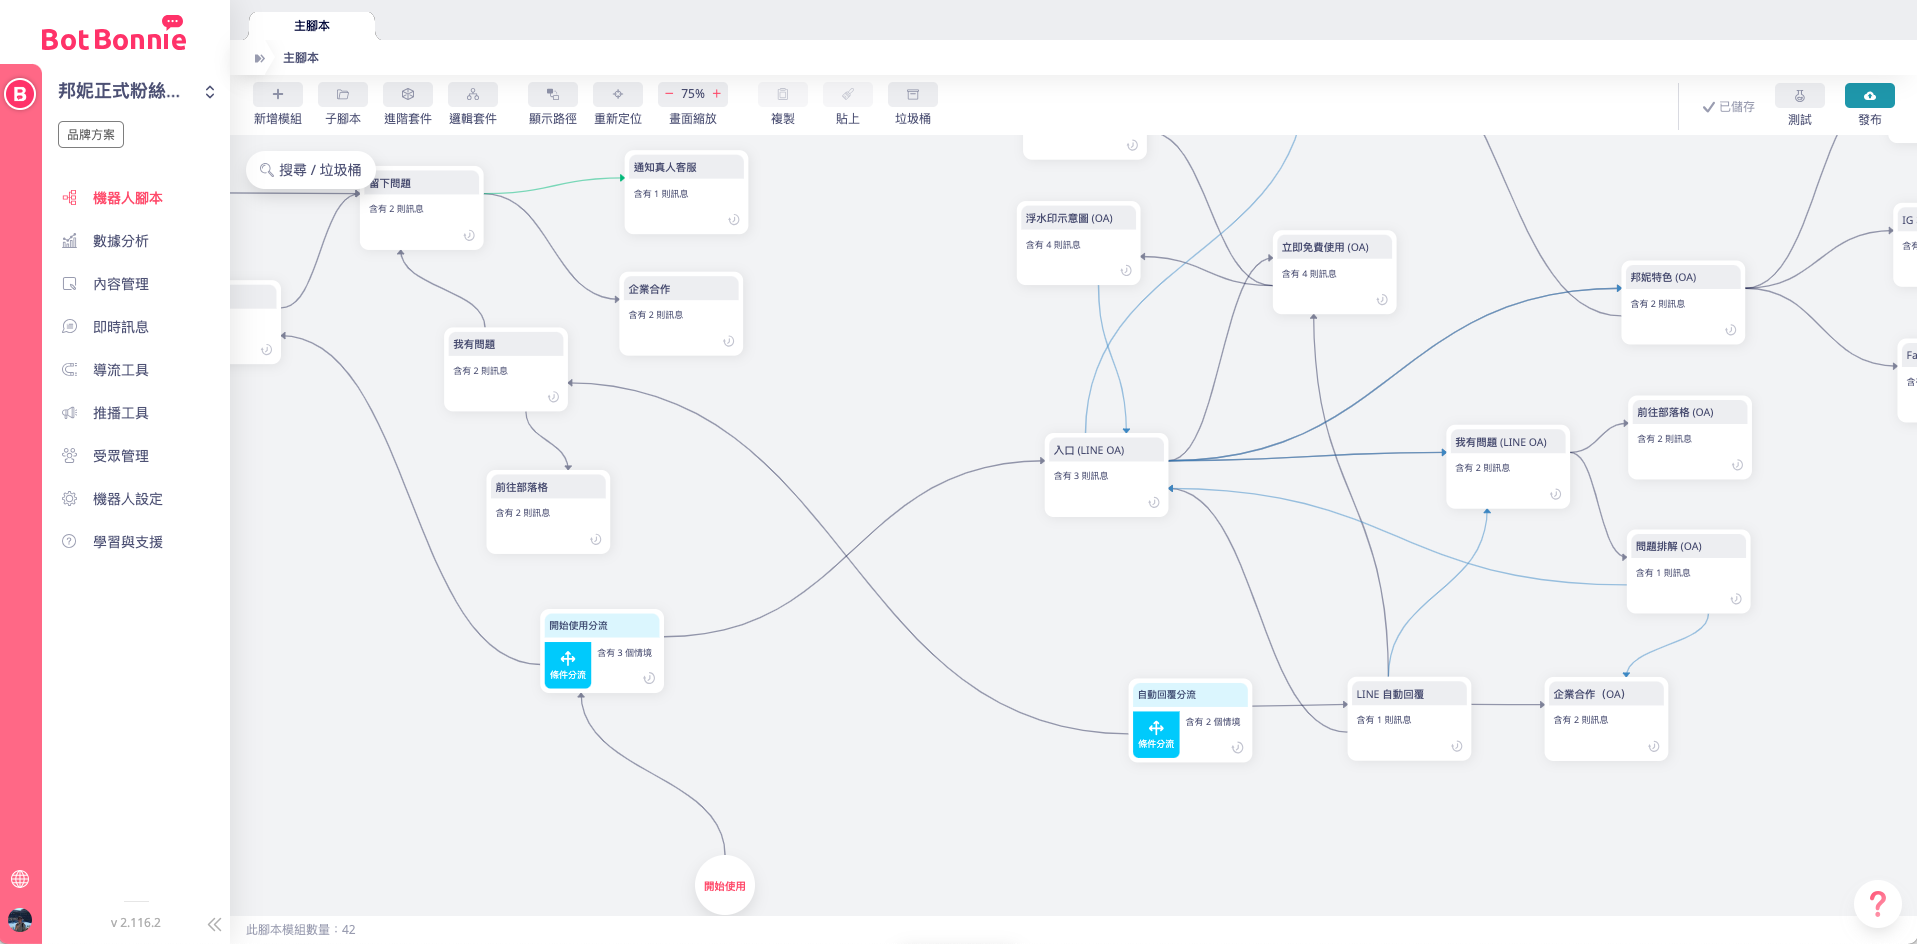 BotBonnie
B
邦妮正式粉絲...
品牌方案
機器人腳本
數據分析
內容管理
即時訊息
導流工具
推播工具
受眾管理
機器人設定
學習與支援
v 2.116.2
主腳本
主腳本
新增模組
子腳本
進階套件
邏輯套件
顯示路徑
重新定位
− 75% +
畫面縮放
複製
貼上
垃圾桶
已儲存
測試
發布
搜尋 / 垃圾桶
留下問題
含有 2 則訊息
通知真人客服
含有 1 則訊息
企業合作
含有 2 則訊息
我有問題
含有 2 則訊息
前往部落格
含有 2 則訊息
開始使用分流
條件分流
含有 3 個情境
開始使用
浮水印示意圖 (OA)
含有 4 則訊息
立即免費使用 (OA)
含有 4 則訊息
入口 (LINE OA)
含有 3 則訊息
邦妮特色 (OA)
含有 2 則訊息
IG
含有
Fa
含有
前往部落格 (OA)
含有 2 則訊息
我有問題 (LINE OA)
含有 2 則訊息
問題排解 (OA)
含有 1 則訊息
自動回覆分流
條件分流
含有 2 個情境
LINE 自動回覆
含有 1 則訊息
企業合作（OA）
含有 2 則訊息
?
此腳本模組數量：42